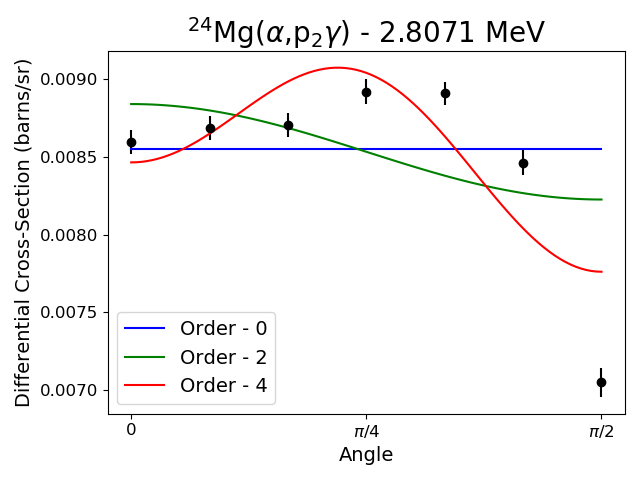 ²⁴Mg(α,p₂γ) - 2.8071 MeV
Differential Cross-Section (barns/sr)
0.0090
0.0085
0.0080
0.0075
0.0070
Order - 0
Order - 2
Order - 4
0 π/4 π/2
Angle